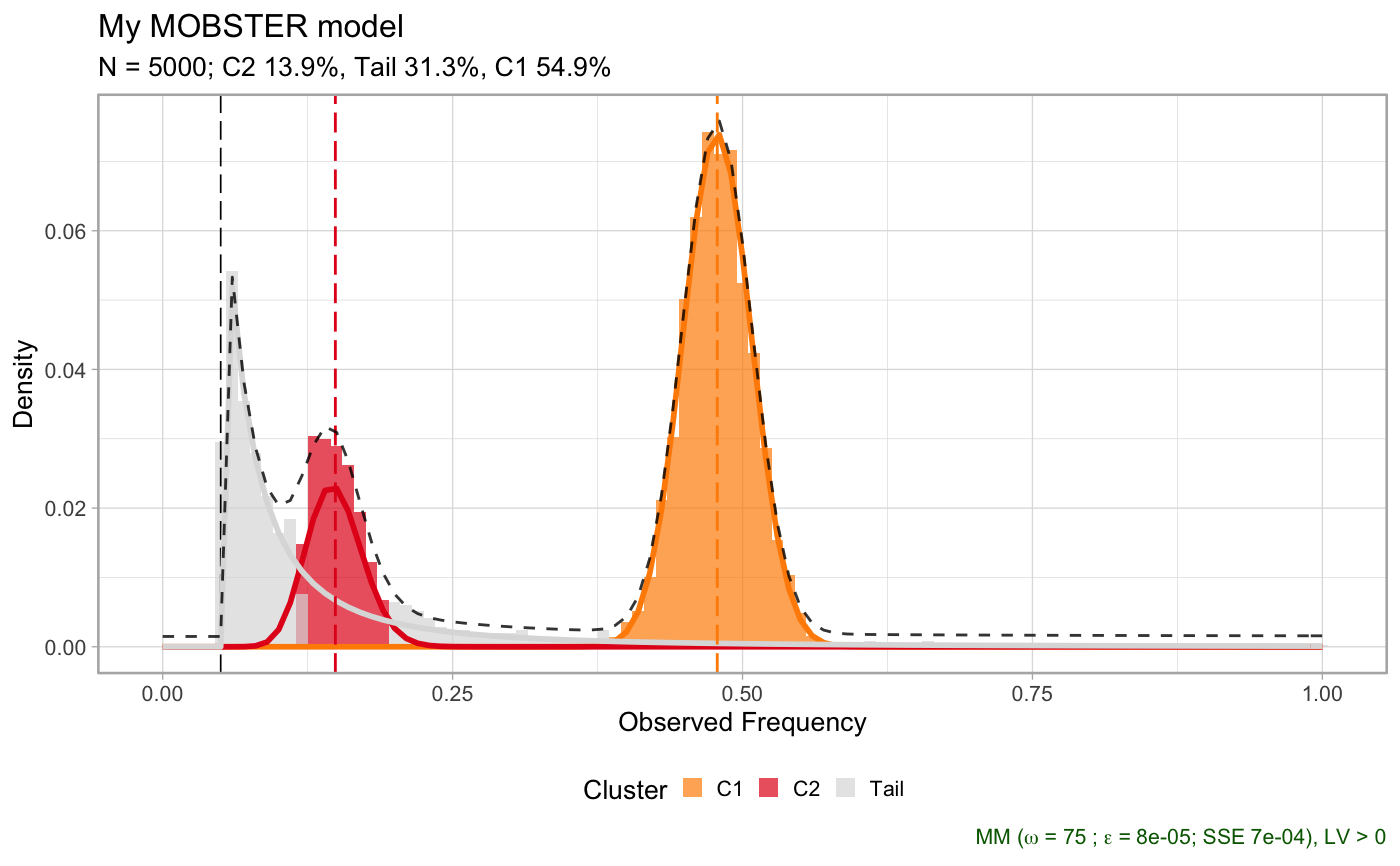 My MOBSTER model
N = 5000; C2 13.9%, Tail 31.3%, C1 54.9%
Density
0.06
0.04
0.02
0.00
0.00 0.25 0.50 0.75 1.00
Observed Frequency
Cluster C1 C2 Tail
MM (ω = 75 ; ε = 8e-05; SSE 7e-04), LV > 0